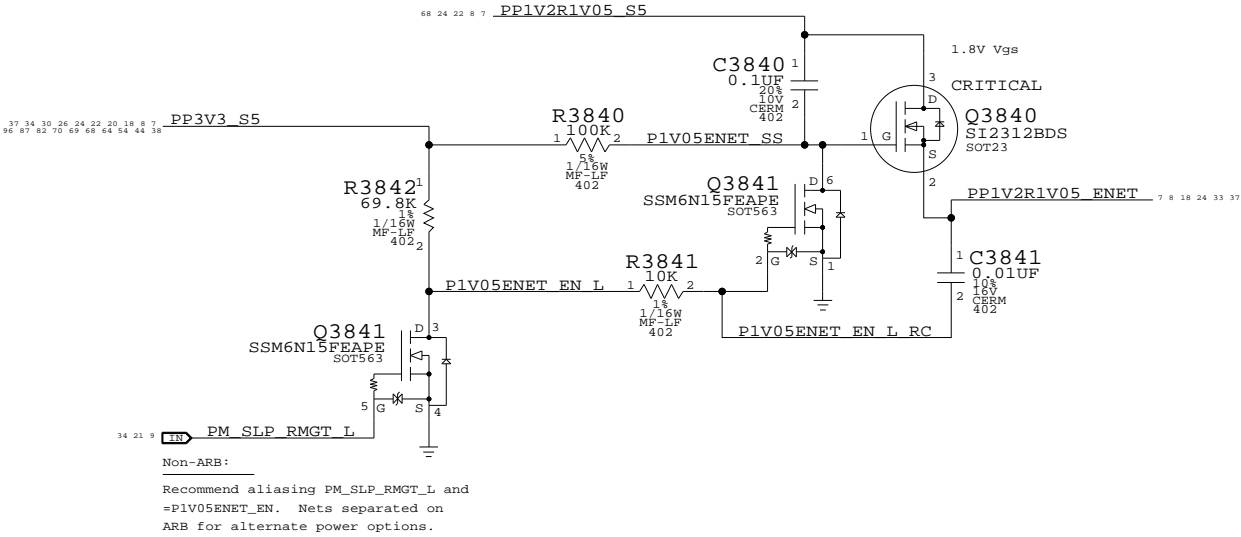 68 24 22 8 7 PP1V2R1V05_S5
1.8V Vgs
C3840
0.1UF
20%
10V
CERM
402
1
2
3
CRITICAL
D
Q3840
SI2312BDS
SOT23
1
G
S
2
37 34 30 26 24 22 20 18 8 7
96 87 82 70 69 68 64 54 44 38
PP3V3_S5
R3840
100K
1 2
5%
1/16W
MF-LF
402
P1V05ENET_SS
R3842
69.8K
1%
1/16W
MF-LF
402
1
2
Q3841
SSM6N15FEAPE
SOT563
D 6
2 G S 1
PP1V2R1V05_ENET 7 8 18 24 33 37
C3841
0.01UF
10%
16V
CERM
402
1
2
P1V05ENET_EN_L
R3841
10K
1 2
1%
1/16W
MF-LF
402
P1V05ENET_EN_L_RC
Q3841
SSM6N15FEAPE
SOT563
D 3
5 G S 4
34 21 9 IN PM_SLP_RMGT_L
Non-ARB:
Recommend aliasing PM_SLP_RMGT_L and
=P1V05ENET_EN. Nets separated on
ARB for alternate power options.